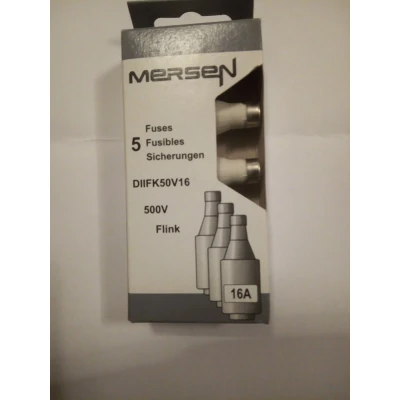 MERSEN
5 Fuses
Fusibles
Sicherungen
DIIFK50V16
500V
Flink
16A